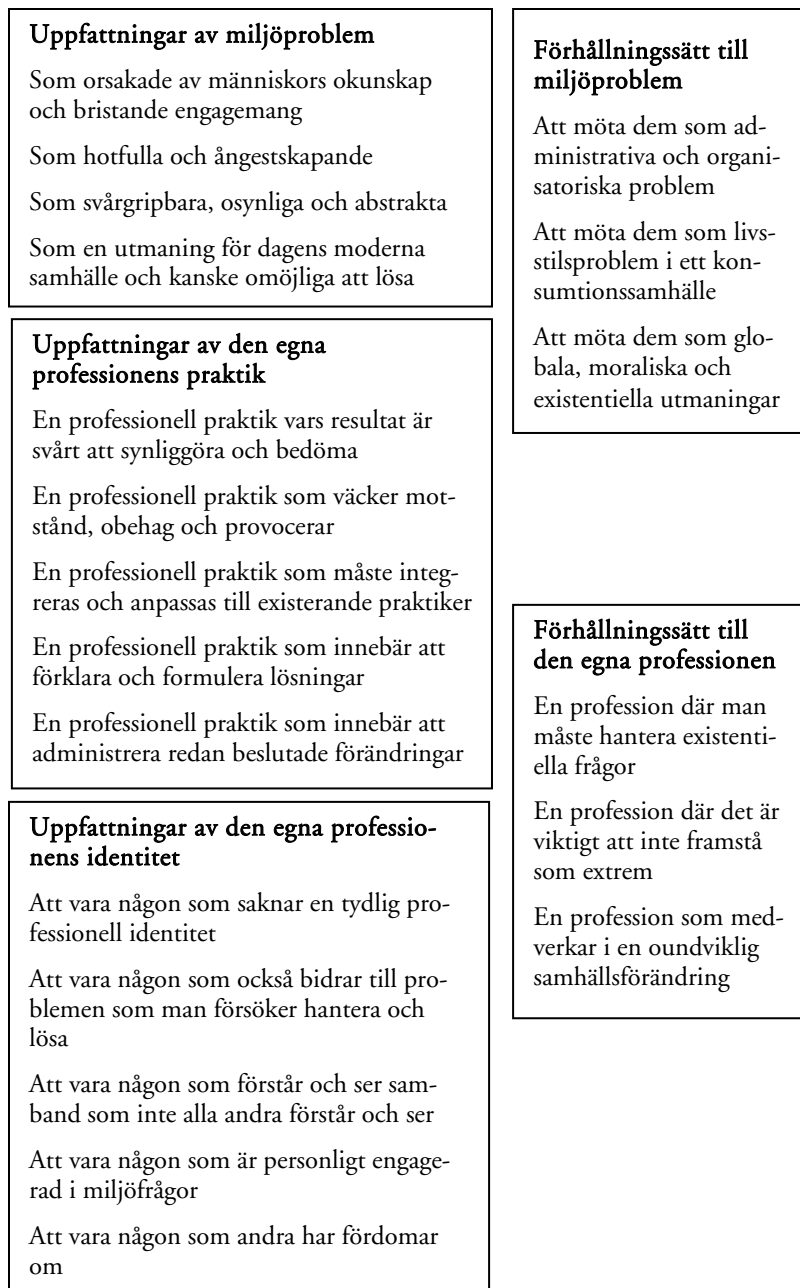 Uppfattningar av miljöproblem
Som orsakade av människors okunskap
och bristande engagemang
Som hotfulla och ångestskapande
Som svårgripbara, osynliga och abstrakta
Som en utmaning för dagens moderna
samhälle och kanske omöjliga att lösa
Uppfattningar av den egna
professionens praktik
En professionell praktik vars resultat är
svårt att synliggöra och bedöma
En professionell praktik som väcker mot-
stånd, obehag och provocerar
En professionell praktik som måste integ-
reras och anpassas till existerande praktiker
En professionell praktik som innebär att
förklara och formulera lösningar
En professionell praktik som innebär att
administrera redan beslutade förändringar
Uppfattningar av den egna professio-
nens identitet
Att vara någon som saknar en tydlig pro-
fessionell identitet
Att vara någon som också bidrar till pro-
blemen som man försöker hantera och
lösa
Att vara någon som förstår och ser sam-
band som inte alla andra förstår och ser
Att vara någon som är personligt engage-
rad i miljöfrågor
Att vara någon som andra har fördomar
om
Förhållningssätt till
miljöproblem
Att möta dem som ad-
ministrativa och organi-
satoriska problem
Att möta dem som livs-
stilsproblem i ett kon-
sumtionssamhälle
Att möta dem som glo-
bala, moraliska och
existentiella utmaningar
Förhållningssätt till
den egna professionen
En profession där man
måste hantera existenti-
ella frågor
En profession där det är
viktigt att inte framstå
som extrem
En profession som med-
verkar i en oundviklig
samhällsförändring